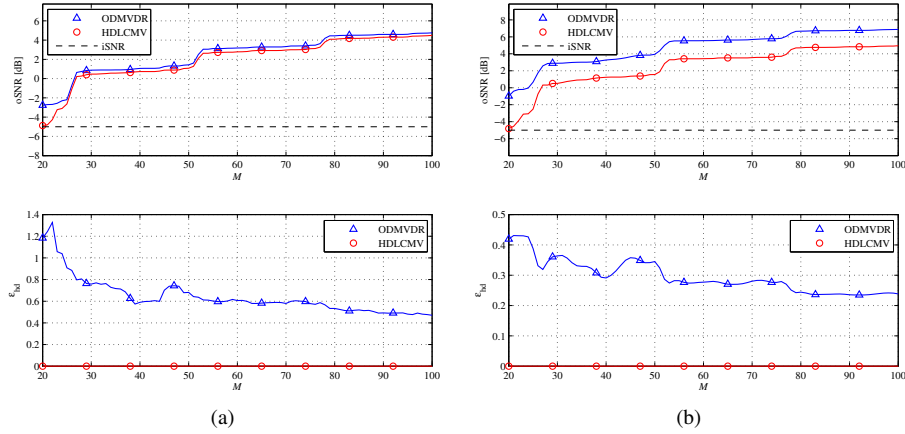 8
6
4
2
0
−2
−4
−6
−8
oSNR [dB]
ODMVDR
HDLCMV
iSNR
20 30 40 50 60 70 80 90 100
M
8
6
4
2
0
−2
−4
−6
oSNR [dB]
ODMVDR
HDLCMV
iSNR
20 30 40 50 60 70 80 90 100
M
1.4
1.2
1
0.8
0.6
0.4
0.2
0
εhd
ODMVDR
HDLCMV
20 30 40 50 60 70 80 90 100
M
0.5
0.4
0.3
0.2
0.1
0
εhd
ODMVDR
HDLCMV
20 30 40 50 60 70 80 90 100
M
(a)
(b)